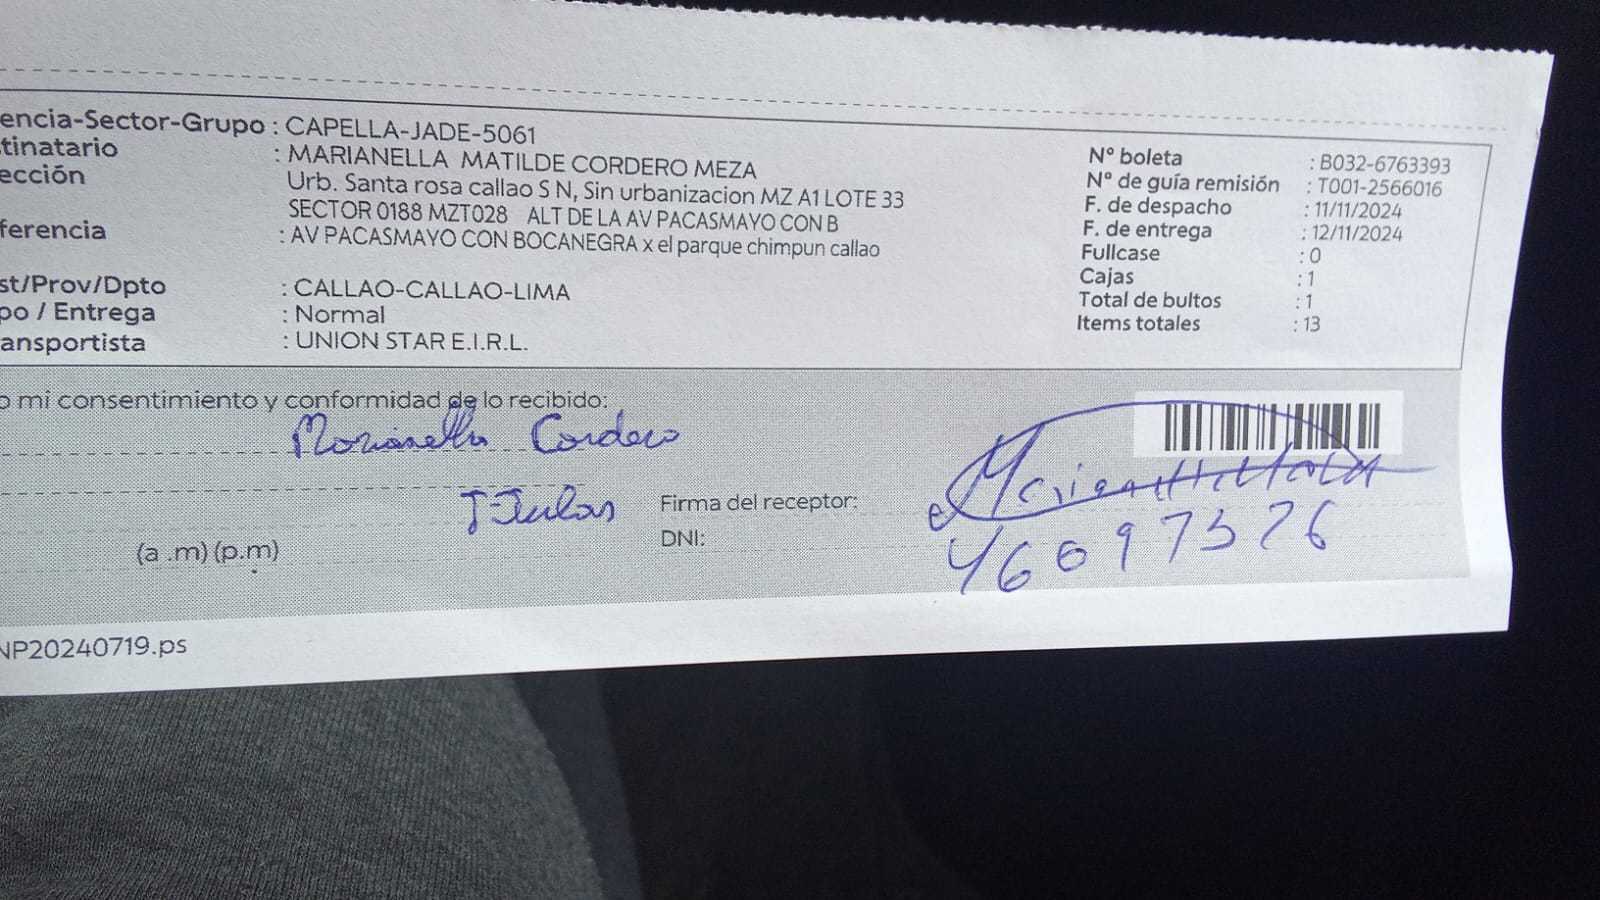 encia-Sector-Grupo : CAPELLA-JADE-5061
tinatario : MARIANELLA MATILDE CORDERO MEZA
ección Urb. Santa rosa callao S N, Sin urbanizacion MZ A1 LOTE 33
SECTOR 0188 MZT028 ALT DE LA AV PACASMAYO CON B
ferencia : AV PACASMAYO CON BOCANEGRA x el parque chimpun callao
st/Prov/Dpto : CALLAO-CALLAO-LIMA
po / Entrega : Normal
ansportista : UNION STAR E.I.R.L.
N° boleta : B032-6763393
N° de guía remisión : T001-2566016
F. de despacho : 11/11/2024
F. de entrega : 12/11/2024
Fullcase : 0
Cajas : 1
Total de bultos : 1
Items totales : 13
o mi consentimiento y conformidad de lo recibido:
Marianella Cordero
Titular
Firma del receptor:
DNI: 46097326
(a .m) (p.m)
NP20240719.ps